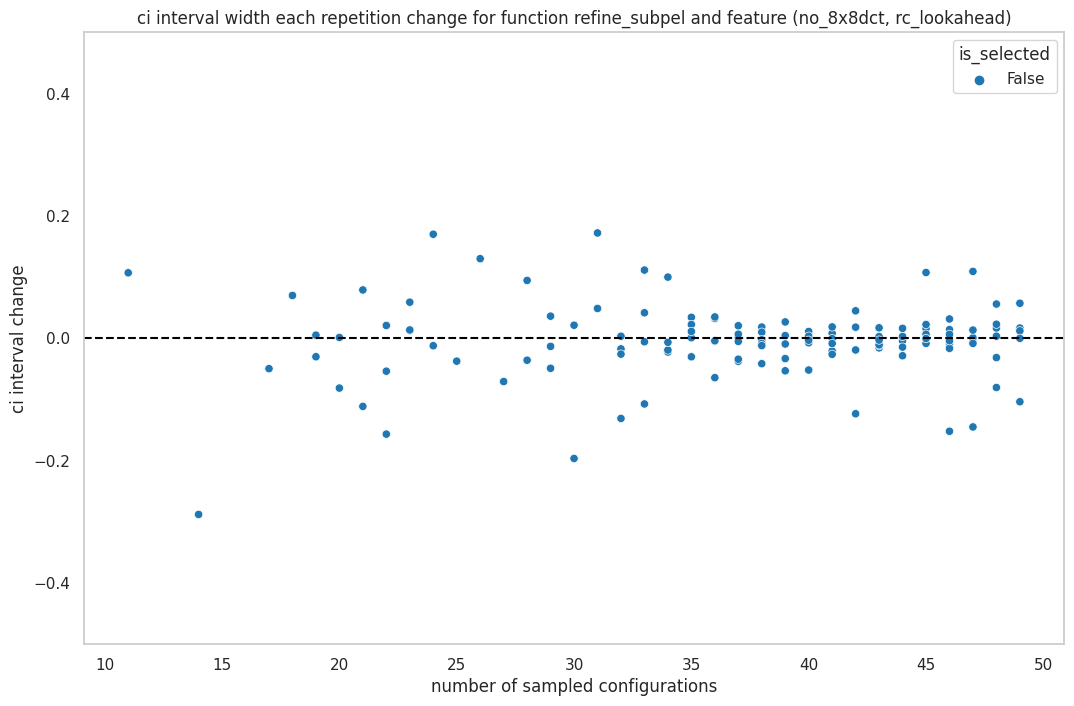 ci interval width each repetition change for function refine_subpel and feature (no_8x8dct, rc_lookahead)
is_selected
False
0.4
0.2
0.0
−0.2
−0.4
ci interval change
10 15 20 25 30 35 40 45 50
number of sampled configurations